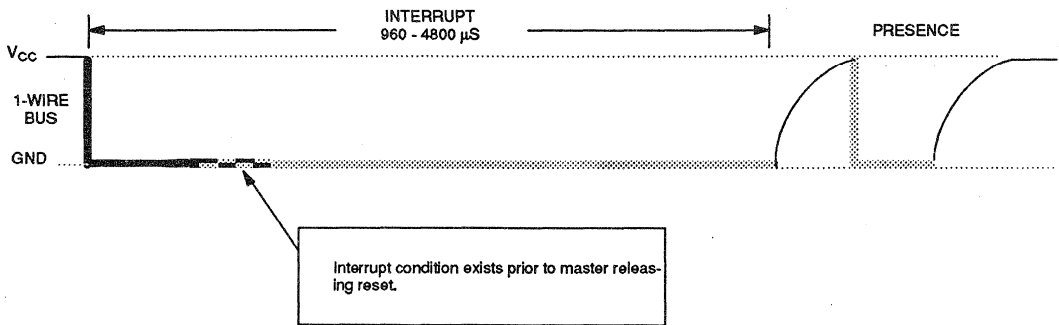 INTERRUPT
960 - 4800 µS
PRESENCE
VCC
1-WIRE
BUS
GND
Interrupt condition exists prior to master releas-
ing reset.